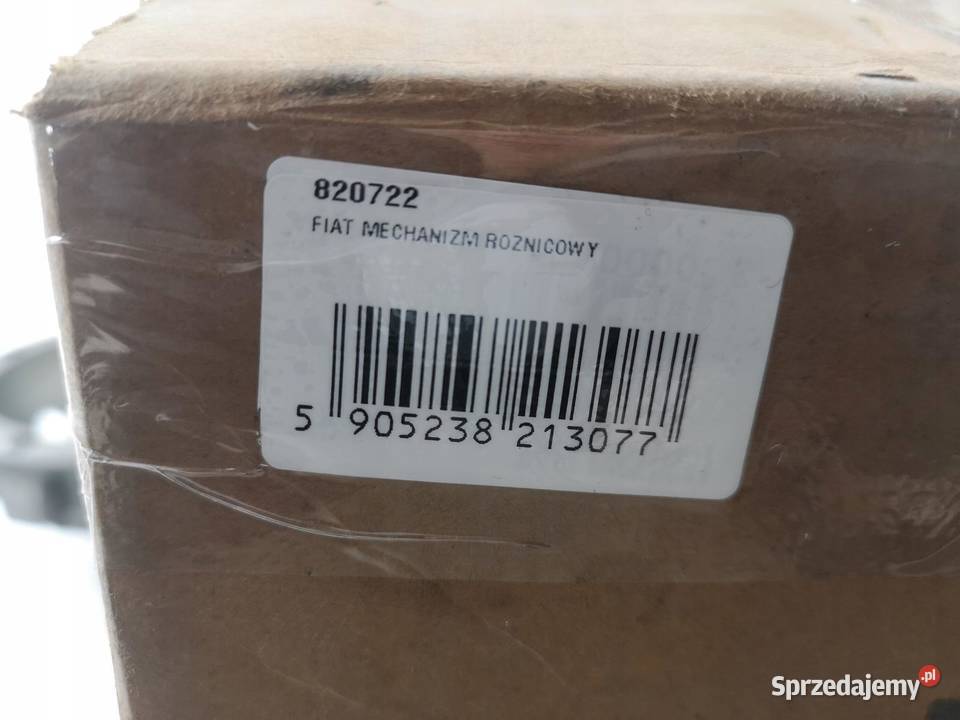 820722
FIAT MECHANIZM ROZNICOWY
5 905238 213077
Sprzedajemy.pl